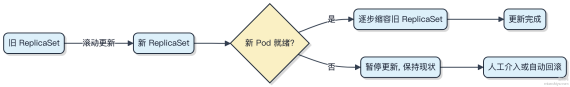 旧 ReplicaSet
滚动更新
新 ReplicaSet
新 Pod 就绪?
是
逐步缩容旧 ReplicaSet
更新完成
否
暂停更新, 保持现状
人工介入或自动回滚